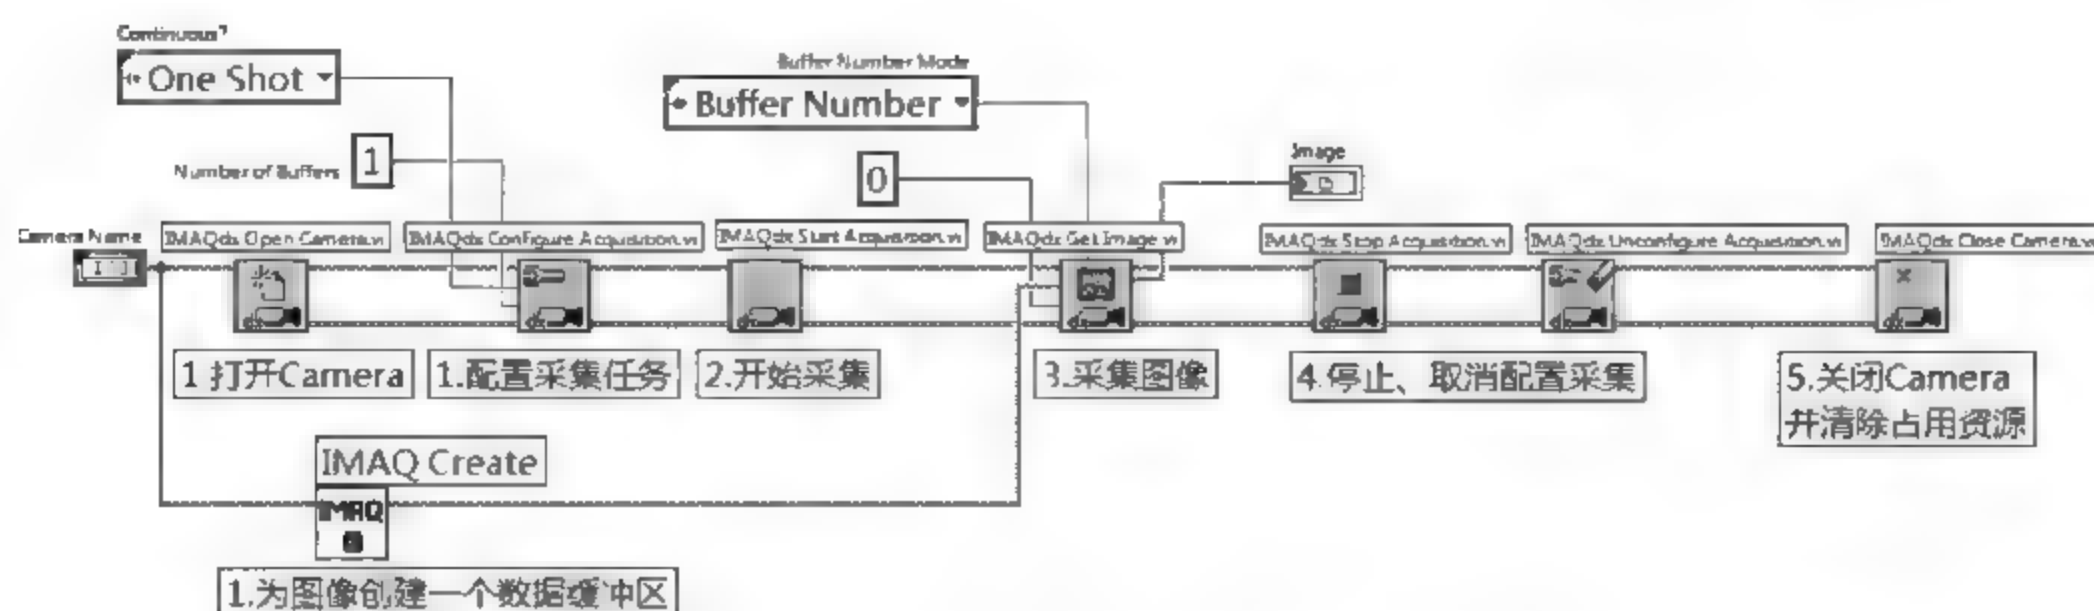 Continuous?
One Shot
Buffer Number Mode
Buffer Number
Number of Buffers
1
0
Image
Camera Name
IMAQdx Open Camera.vi
IMAQdx Configure Acquisition.vi
IMAQdx Start Acquisition.vi
IMAQdx Get Image.vi
IMAQdx Stop Acquisition.vi
IMAQdx Unconfigure Acquisition.vi
IMAQdx Close Camera.vi
1 打开Camera
1.配置采集任务
2.开始采集
3.采集图像
4.停止、取消配置采集
5.关闭Camera
并清除占用资源
IMAQ Create
IMAQ
1.为图像创建一个数据缓冲区